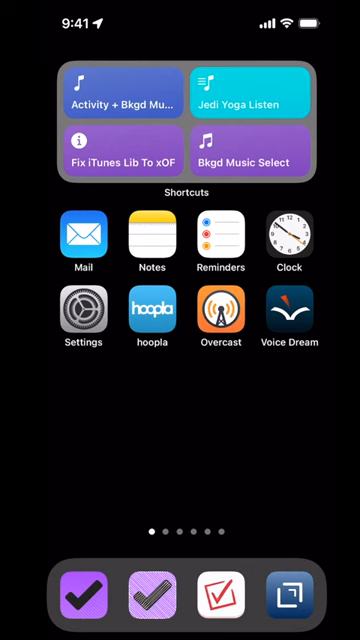 9:41
Activity + Bkgd Mu...
Jedi Yoga Listen
Fix iTunes Lib To xOF
Bkgd Music Select
Shortcuts
Mail
Notes
Reminders
Clock
hoopla
Settings
hoopla
Overcast
Voice Dream